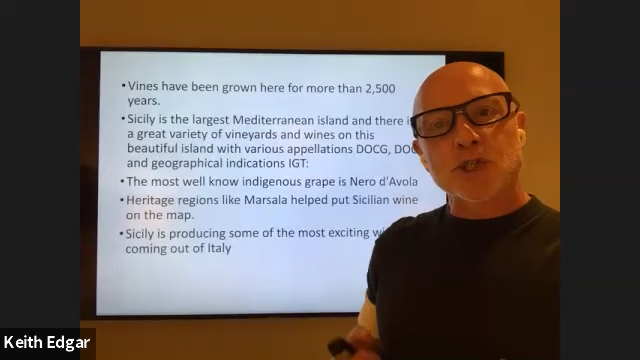 • Vines have been grown here for more than 2,500
years.
• Sicily is the largest Mediterranean island and there
a great variety of vineyards and wines on this
beautiful island with various appellations DOCG,
and geographical indications IGT:
• The most well know indigenous grape is Nero d'Avola
• Heritage regions like Marsala helped put Sicilian wine
on the map.
• Sicily is producing some of the most exciting
coming out of Italy
Keith Edgar